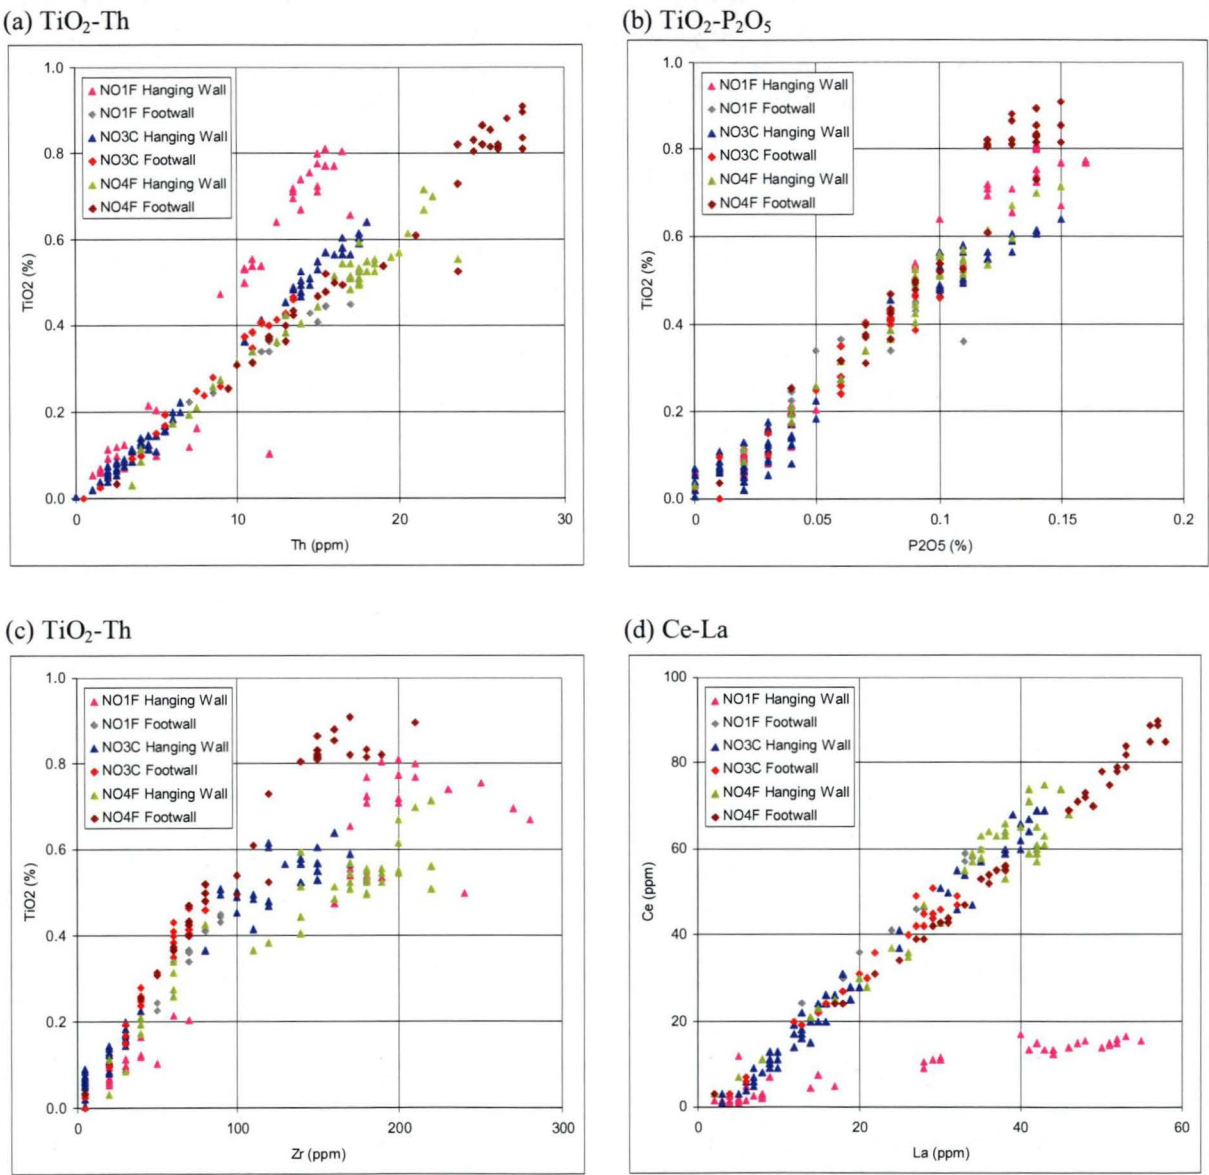 (a) TiO₂-Th
1.0
0.8
0.6
0.4
0.2
0.0
TiO2 (%)
NO1F Hanging Wall
NO1F Footwall
NO3C Hanging Wall
NO3C Footwall
NO4F Hanging Wall
NO4F Footwall
0 10 20 30
Th (ppm)
(b) TiO₂-P₂O₅
1.0
0.8
0.6
0.4
0.2
0.0
TiO2 (%)
NO1F Hanging Wall
NO1F Footwall
NO3C Hanging Wall
NO3C Footwall
NO4F Hanging Wall
NO4F Footwall
0 0.05 0.1 0.15 0.2
P2O5 (%)
(c) TiO₂-Th
1.0
0.8
0.6
0.4
0.2
0.0
TiO2 (%)
NO1F Hanging Wall
NO1F Footwall
NO3C Hanging Wall
NO3C Footwall
NO4F Hanging Wall
NO4F Footwall
0 100 200 300
Zr (ppm)
(d) Ce-La
100
80
60
40
20
0
Ce (ppm)
NO1F Hanging Wall
NO1F Footwall
NO3C Hanging Wall
NO3C Footwall
NO4F Hanging Wall
NO4F Footwall
0 20 40 60
La (ppm)